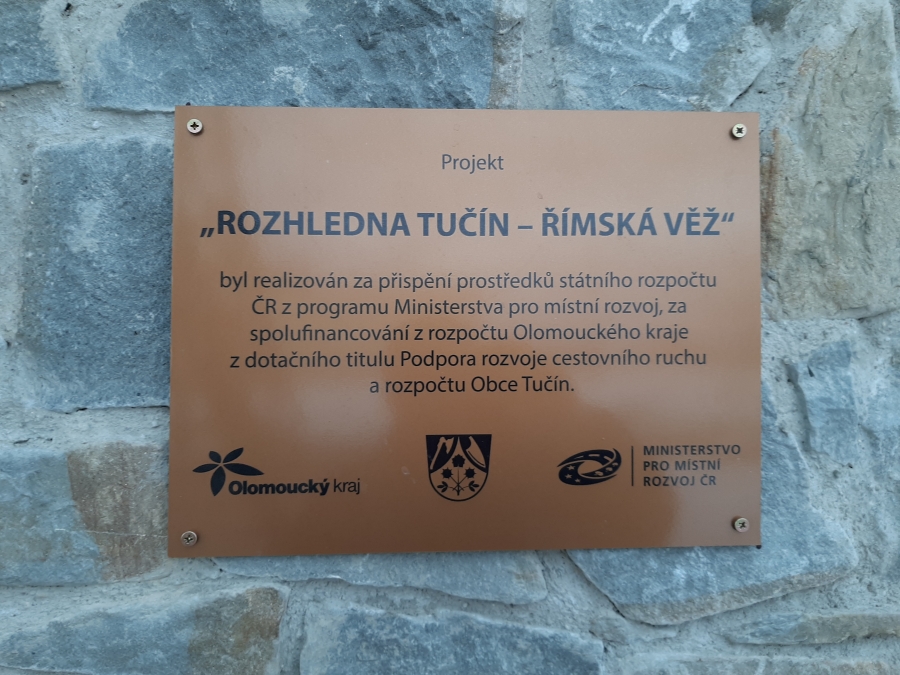 Projekt
„ROZHLEDNA TUČÍN – ŘÍMSKÁ VĚŽ“
byl realizován za přispění prostředků státního rozpočtu
ČR z programu Ministerstva pro místní rozvoj, za
spolufinancování z rozpočtu Olomouckého kraje
z dotačního titulu Podpora rozvoje cestovního ruchu
a rozpočtu Obce Tučín.
Olomoucký kraj
MINISTERSTVO
PRO MÍSTNÍ
ROZVOJ ČR